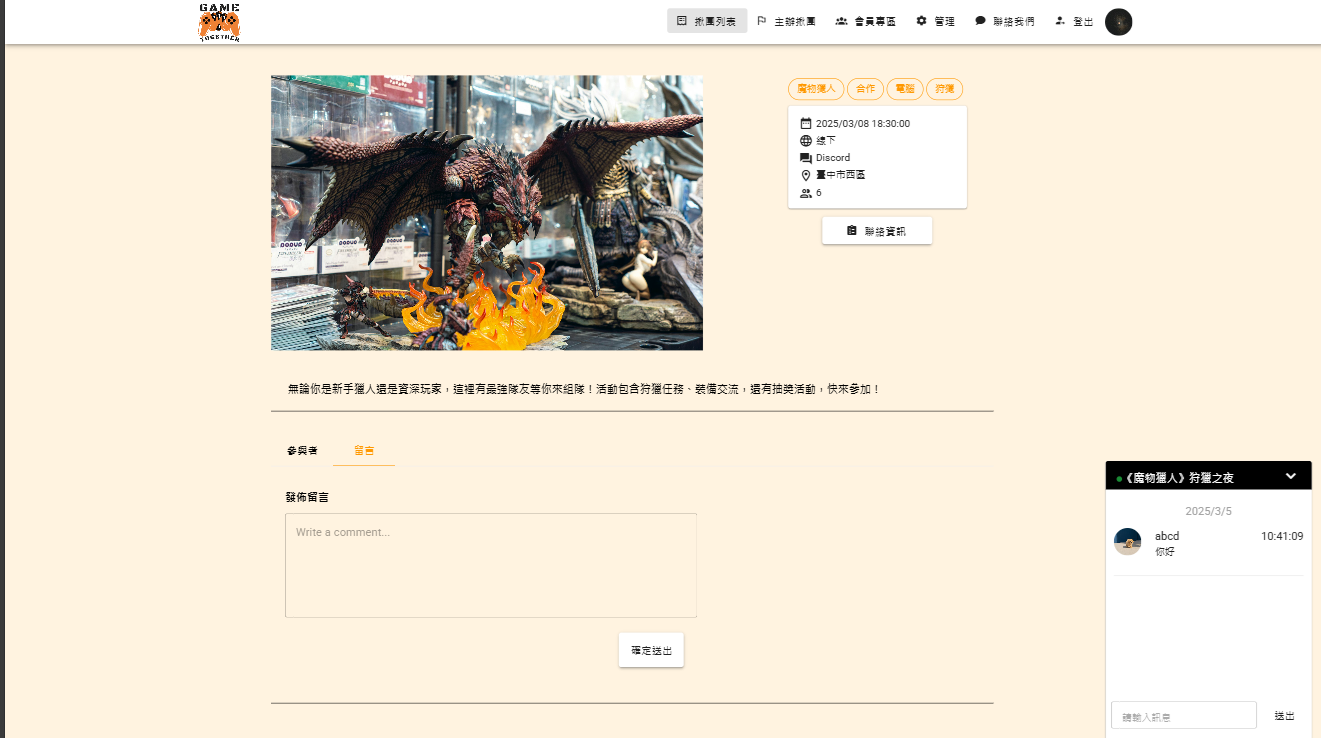 GAME
TOGETHER
揪團列表
主辦揪團
會員專區
管理
聯絡我們
登出
魔物獵人
合作
電腦
狩獵
2025/03/08 18:30:00
線下
Discord
臺中市西區
6
聯絡資訊
無論你是新手獵人還是資深玩家，這裡有最強隊友等你來組隊！活動包含狩獵任務、裝備交流，還有抽獎活動，快來參加！
參與者
留言
發佈留言
Write a comment...
確定送出
《魔物獵人》狩獵之夜
2025/3/5
abcd
10:41:09
你好
請輸入訊息
送出